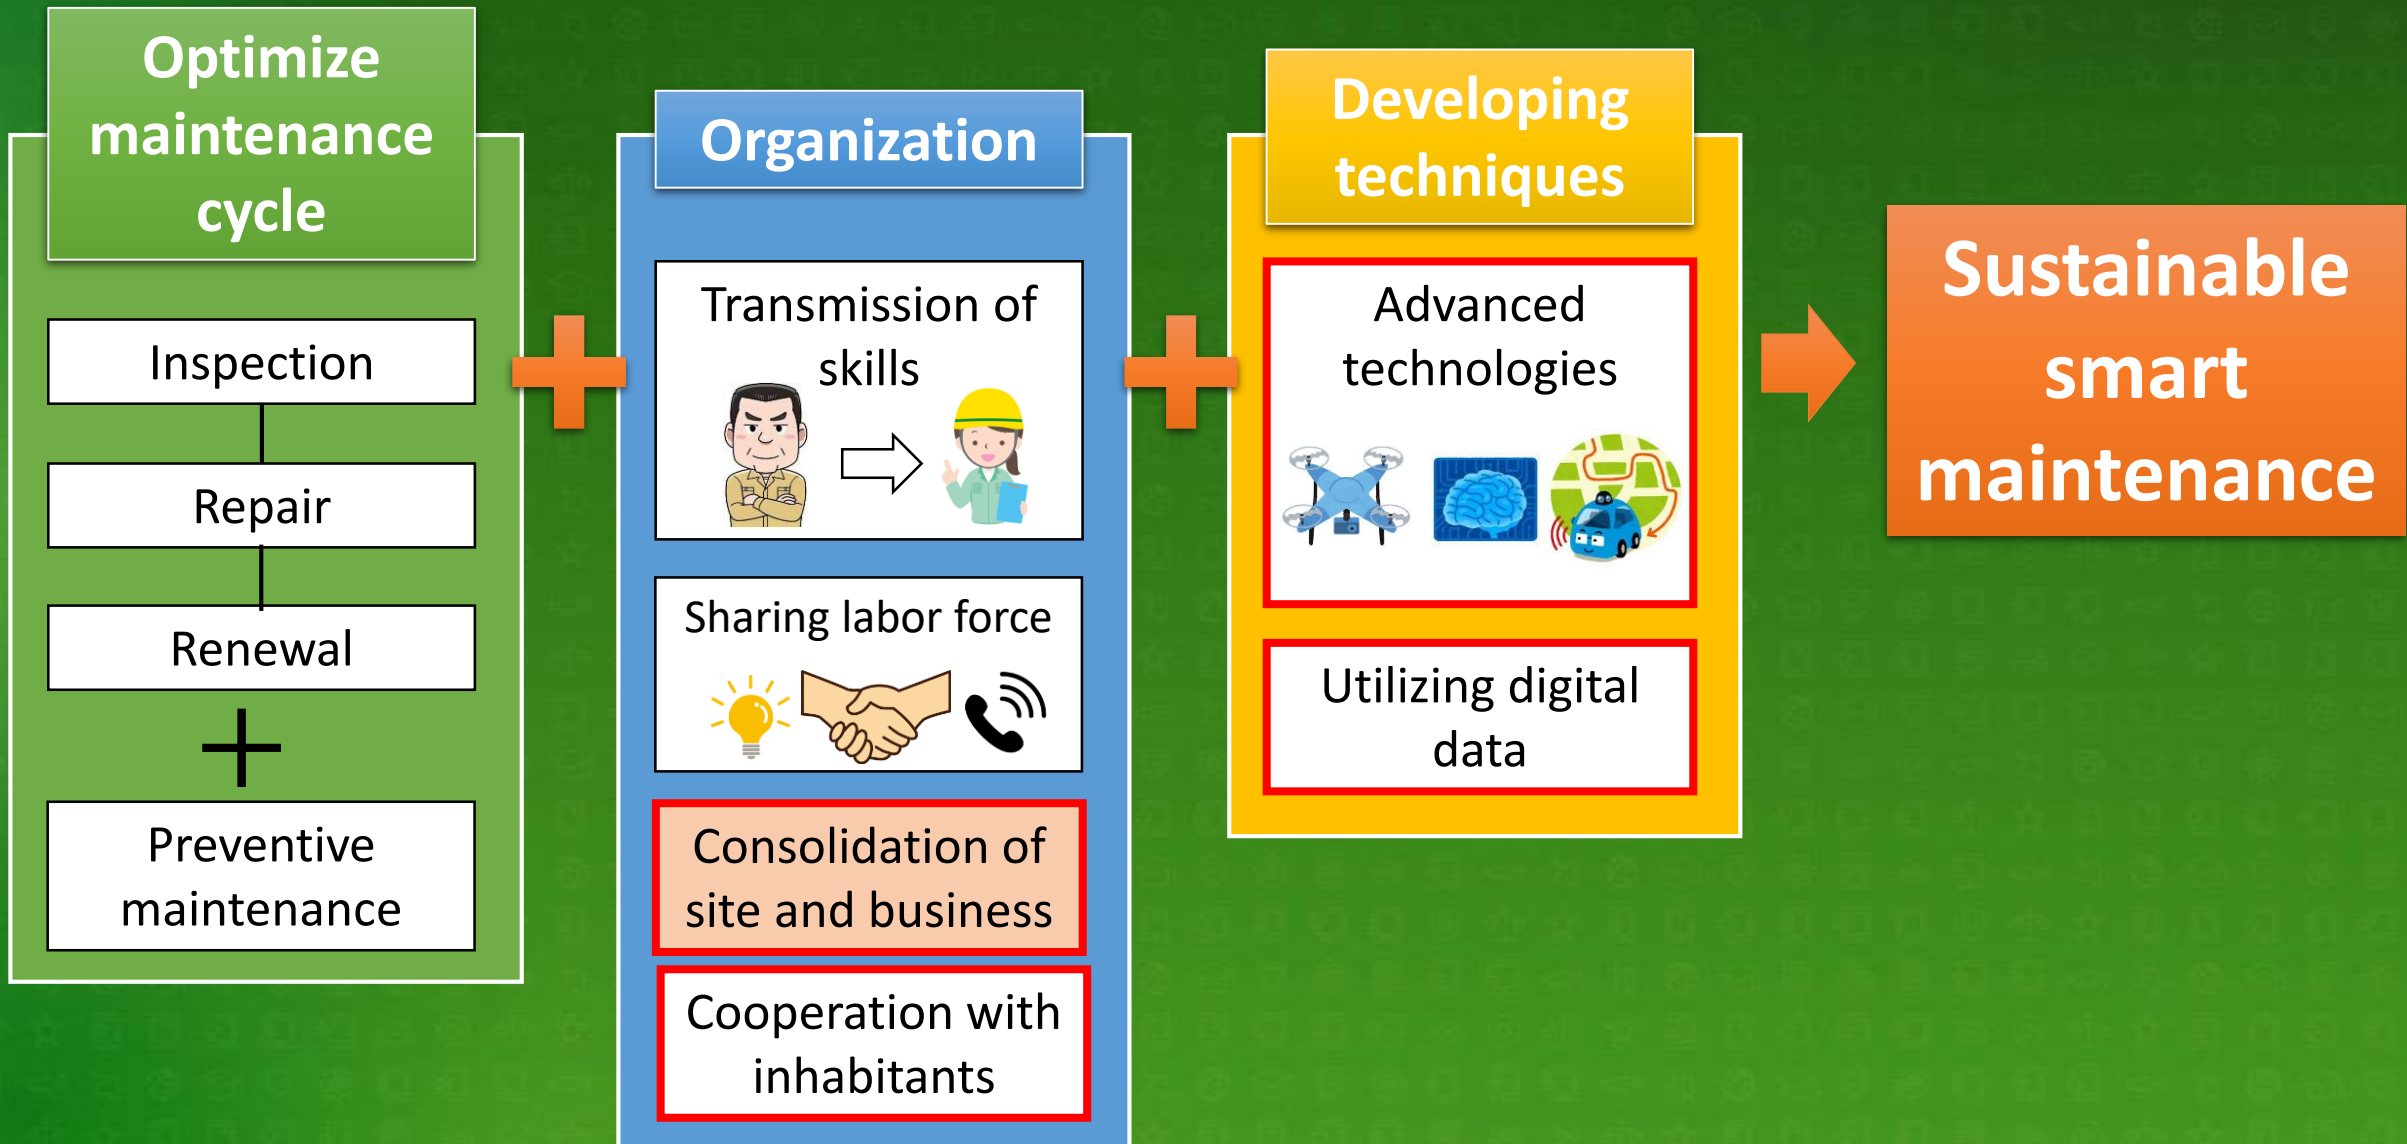 Optimize
maintenance
cycle
Inspection
Repair
Renewal
Preventive
maintenance
Organization
Transmission of
skills
Sharing labor force
Consolidation of
site and business
Cooperation with
inhabitants
Developing
techniques
Advanced
technologies
Utilizing digital
data
Sustainable
smart
maintenance